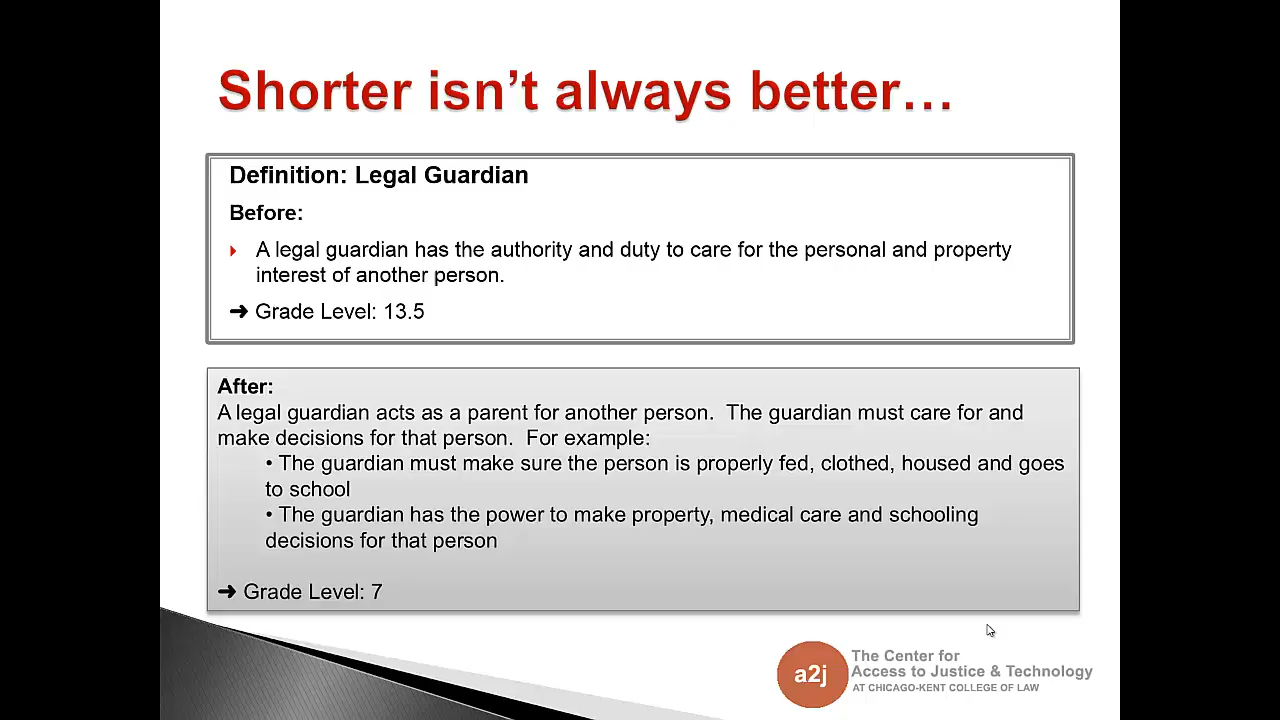 Shorter isn’t always better…
Definition: Legal Guardian
Before:
A legal guardian has the authority and duty to care for the personal and property
interest of another person.
➜ Grade Level: 13.5
After:
A legal guardian acts as a parent for another person.  The guardian must care for and
make decisions for that person.  For example:
• The guardian must make sure the person is properly fed, clothed, housed and goes
to school
• The guardian has the power to make property, medical care and schooling
decisions for that person
➜ Grade Level: 7
a2j
The Center for
Access to Justice & Technology
AT CHICAGO-KENT COLLEGE OF LAW